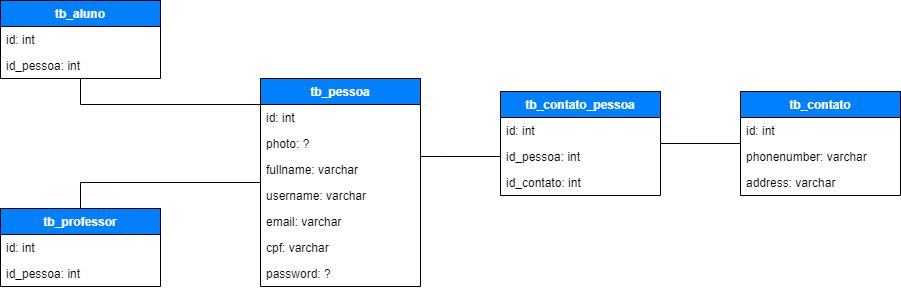 tb_aluno
id: int
id_pessoa: int
tb_pessoa
id: int
photo: ?
fullname: varchar
username: varchar
email: varchar
cpf: varchar
password: ?
tb_contato_pessoa
id: int
id_pessoa: int
id_contato: int
tb_contato
id: int
phonenumber: varchar
address: varchar
tb_professor
id: int
id_pessoa: int